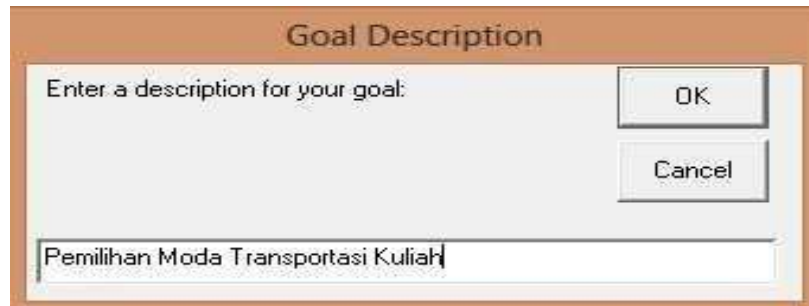 Goal Description
Enter a description for your goal:
OK
Cancel
Pemilihan Moda Transportasi Kuliah